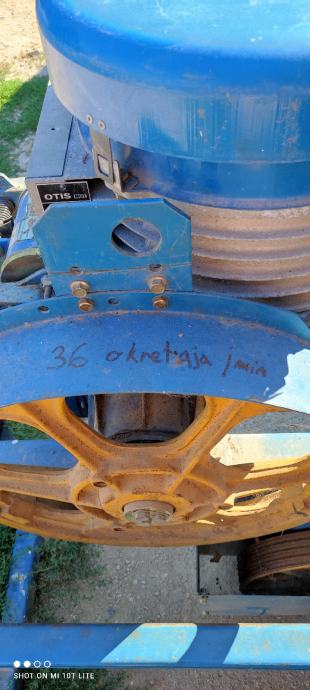 OTIS
36 okretaja /min
SHOT ON MI 10T LITE